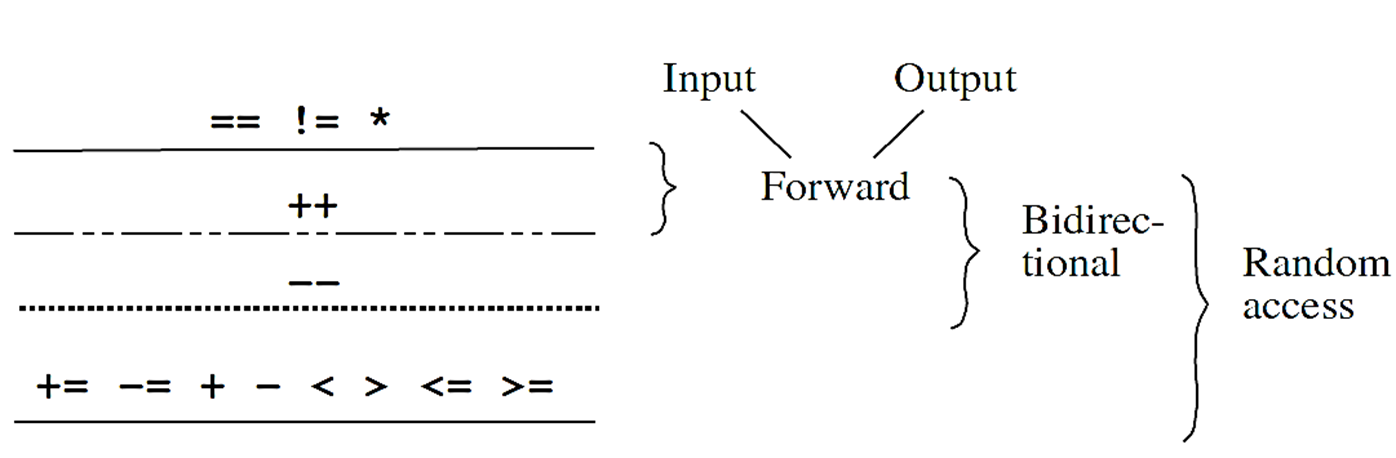 Input Output
== != *
Forward
++
Bidirec-
tional
−−
Random
access
+= −= + − < > <= >=